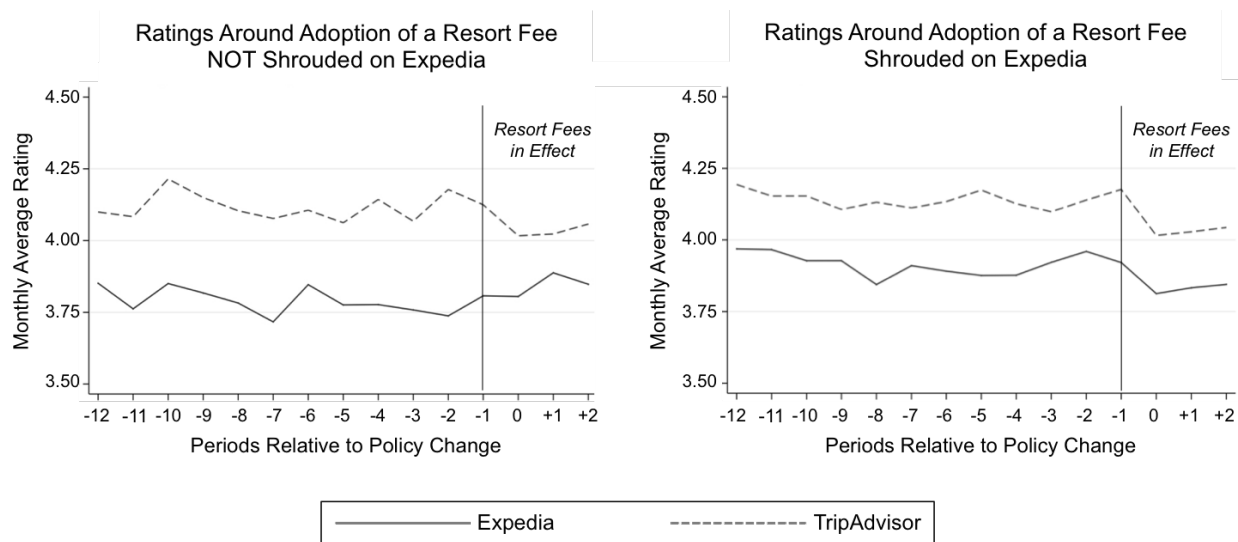 Ratings Around Adoption of a Resort Fee
NOT Shrouded on Expedia
Monthly Average Rating
4.50
4.25
4.00
3.75
3.50
Resort Fees
in Effect
-12 -11 -10 -9 -8 -7 -6 -5 -4 -3 -2 -1 0 +1 +2
Periods Relative to Policy Change
Ratings Around Adoption of a Resort Fee
Shrouded on Expedia
Monthly Average Rating
4.50
4.25
4.00
3.75
3.50
Resort Fees
in Effect
-12 -11 -10 -9 -8 -7 -6 -5 -4 -3 -2 -1 0 +1 +2
Periods Relative to Policy Change
Expedia TripAdvisor